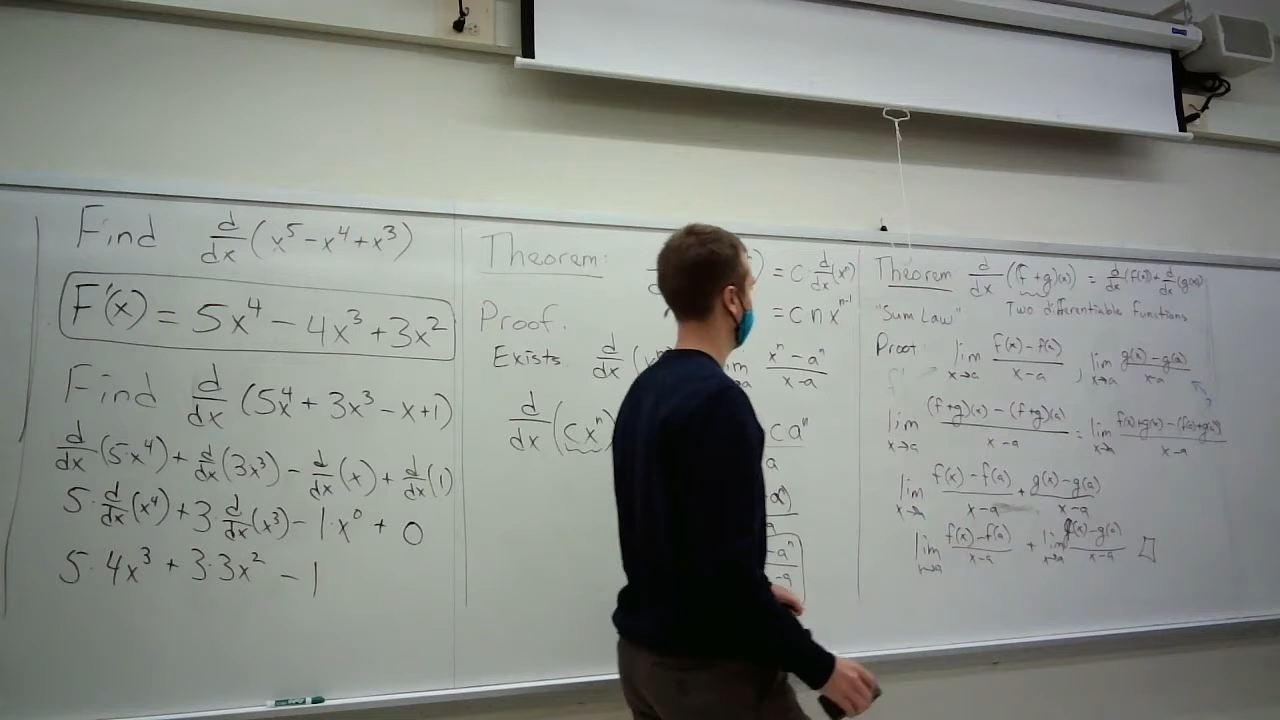 Find d/dx (x⁵ - x⁴ + x³)
F'(x) = 5x⁴ - 4x³ + 3x²
Find d/dx (5x⁴ + 3x³ - x + 1)
d/dx (5x⁴) + d/dx (3x³) - d/dx (x) + d/dx (1)
5· d/dx (x⁴) + 3 d/dx (x³) - 1·x⁰ + 0
5·4x³ + 3·3x² - 1
Theorem:
) = c· d/dx (xⁿ)
= c n xⁿ⁻¹
Proof.
Exists d/dx (xⁿ
xⁿ - aⁿ / x - a
d/dx (cxⁿ)
caⁿ
a
- aⁿ
- a
Theorem d/dx ((f+g)(x)) = d/dx (f(x)) + d/dx (g(x))
"Sum Law" Two differentiable functions
Proof lim x→a f(x) - f(a) / x - a , lim x→a g(x) - g(a) / x - a
lim x→a (f+g)(x) - (f+g)(a) / x - a = lim x→a f(x)+g(x) - (f(a)+g(a)) / x - a
lim x→a f(x) - f(a) / x - a + g(x) - g(a) / x - a
lim x→a f(x) - f(a) / x - a + lim x→a g(x) - g(a) / x - a □